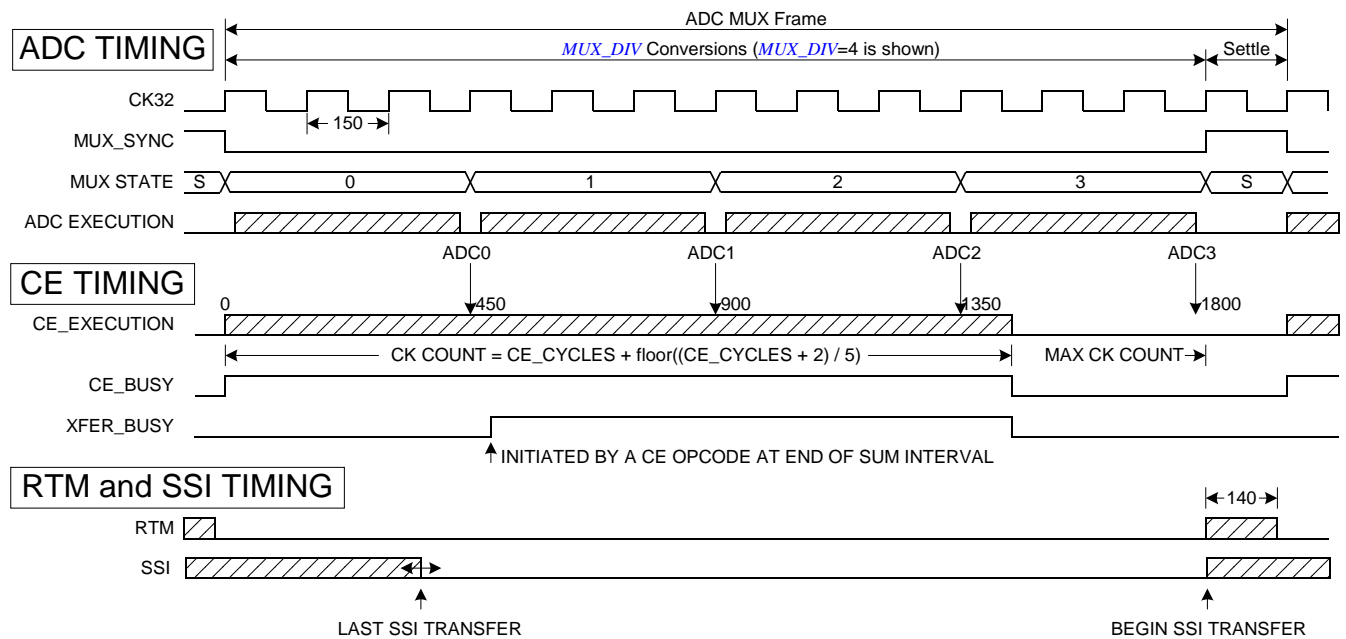 ADC MUX Frame
ADC TIMING
MUX_DIV Conversions (MUX_DIV=4 is shown)
Settle
CK32
150
MUX_SYNC
MUX STATE
S
0
1
2
3
S
ADC EXECUTION
ADC0
ADC1
ADC2
ADC3
CE TIMING
0
450
900
1350
1800
CE_EXECUTION
CK COUNT = CE_CYCLES + floor((CE_CYCLES + 2) / 5)
MAX CK COUNT
CE_BUSY
XFER_BUSY
INITIATED BY A CE OPCODE AT END OF SUM INTERVAL
RTM and SSI TIMING
140
RTM
SSI
LAST SSI TRANSFER
BEGIN SSI TRANSFER